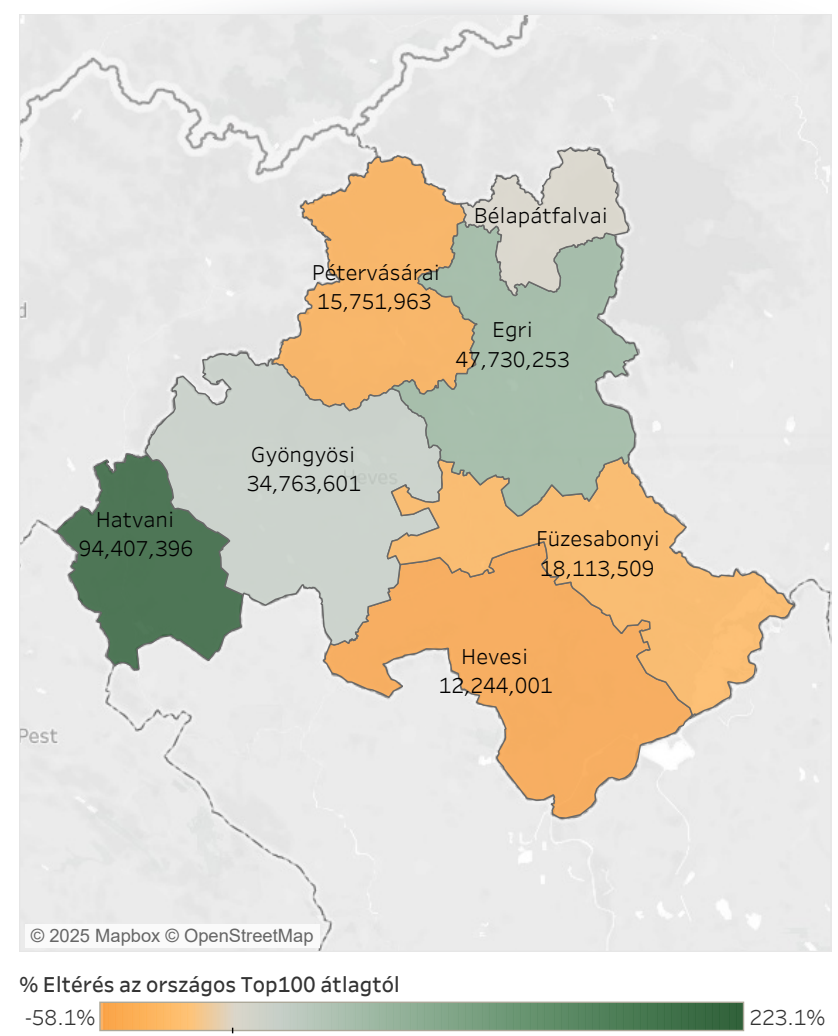 Bélapátfalvai
Pétervásárai
15,751,963
Egri
47,730,253
Gyöngyösi
34,763,601
Heves
Hatvani
94,407,396
Füzesabonyi
18,113,509
Hevesi
12,244,001
Pest
© 2025 Mapbox © OpenStreetMap
% Eltérés az országos Top100 átlagtól
-58.1% 223.1%